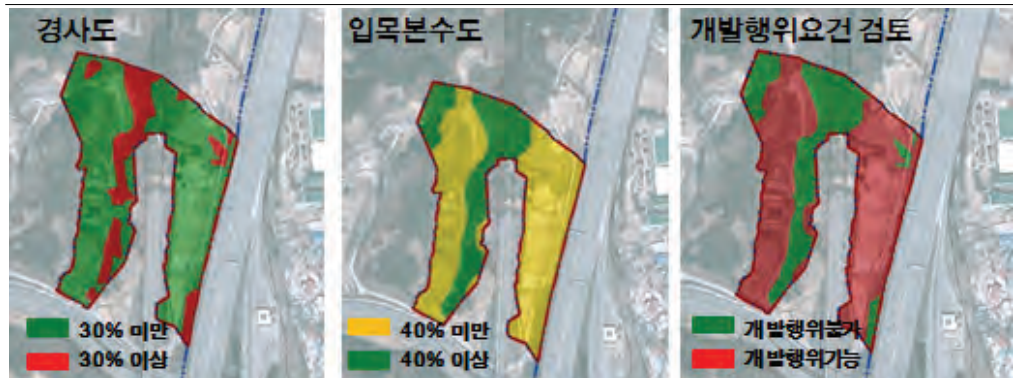 경사도
30% 미만
30% 이상
입목본수도
40% 미만
40% 이상
개발행위요건 검토
개발행위불가
개발행위가능